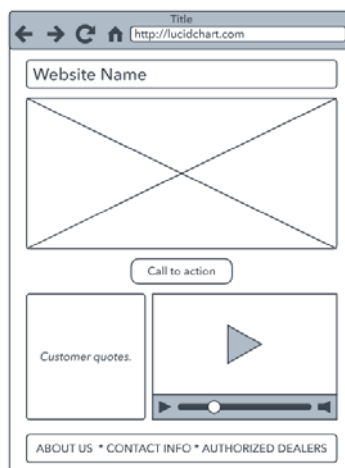 Title
http://lucidchart.com
Website Name
Call to action
Customer quotes.
ABOUT US * CONTACT INFO * AUTHORIZED DEALERS